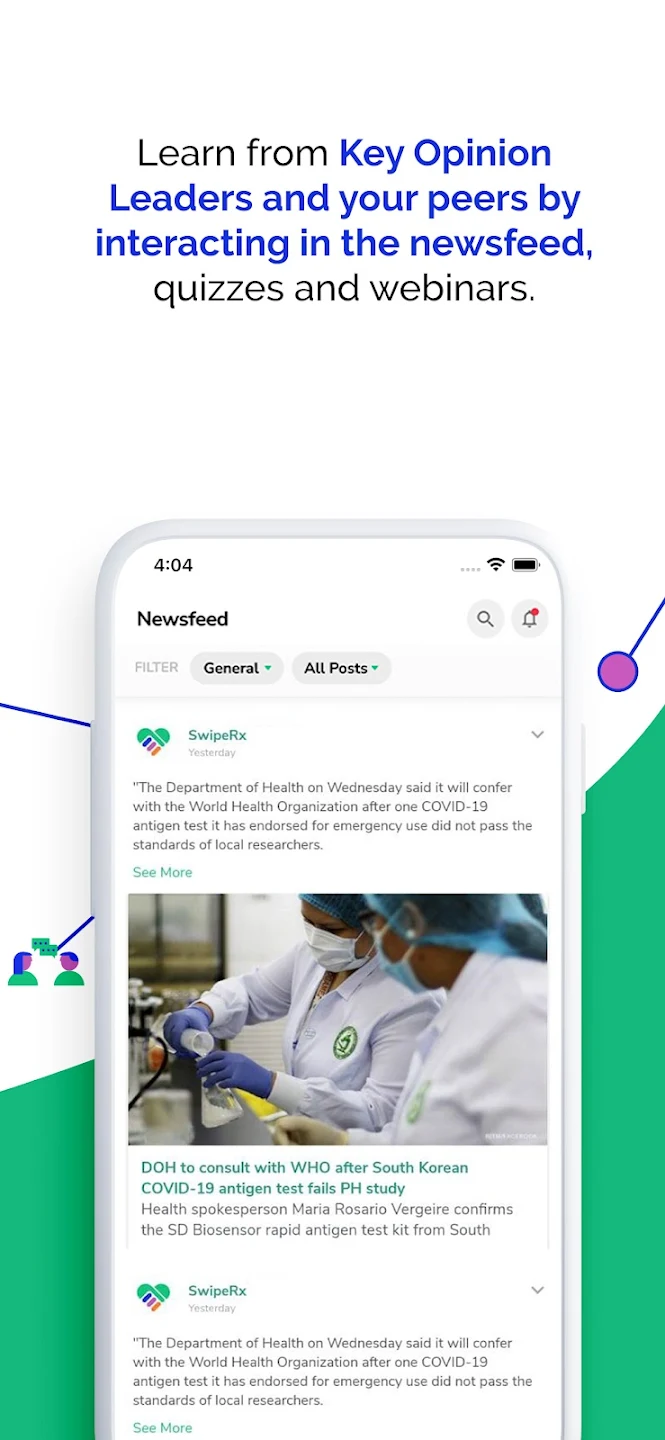 Learn from Key Opinion
Leaders and your peers by
interacting in the newsfeed,
quizzes and webinars.
4:04
Newsfeed
FILTER
General
All Posts
SwipeRx
Yesterday
"The Department of Health on Wednesday said it will confer
with the World Health Organization after one COVID-19
antigen test it has endorsed for emergency use did not pass the
standards of local researchers.
See More
DOH to consult with WHO after South Korean
COVID-19 antigen test fails PH study
Health spokesperson Maria Rosario Vergeire confirms
the SD Biosensor rapid antigen test kit from South
SwipeRx
Yesterday
"The Department of Health on Wednesday said it will confer
with the World Health Organization after one COVID-19
antigen test it has endorsed for emergency use did not pass the
standards of local researchers.
See More